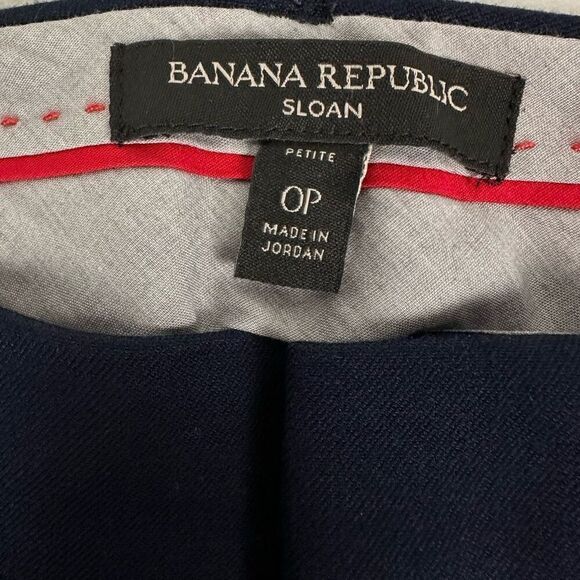 BANANA REPUBLIC
SLOAN
PETITE
0P
MADE IN
JORDAN